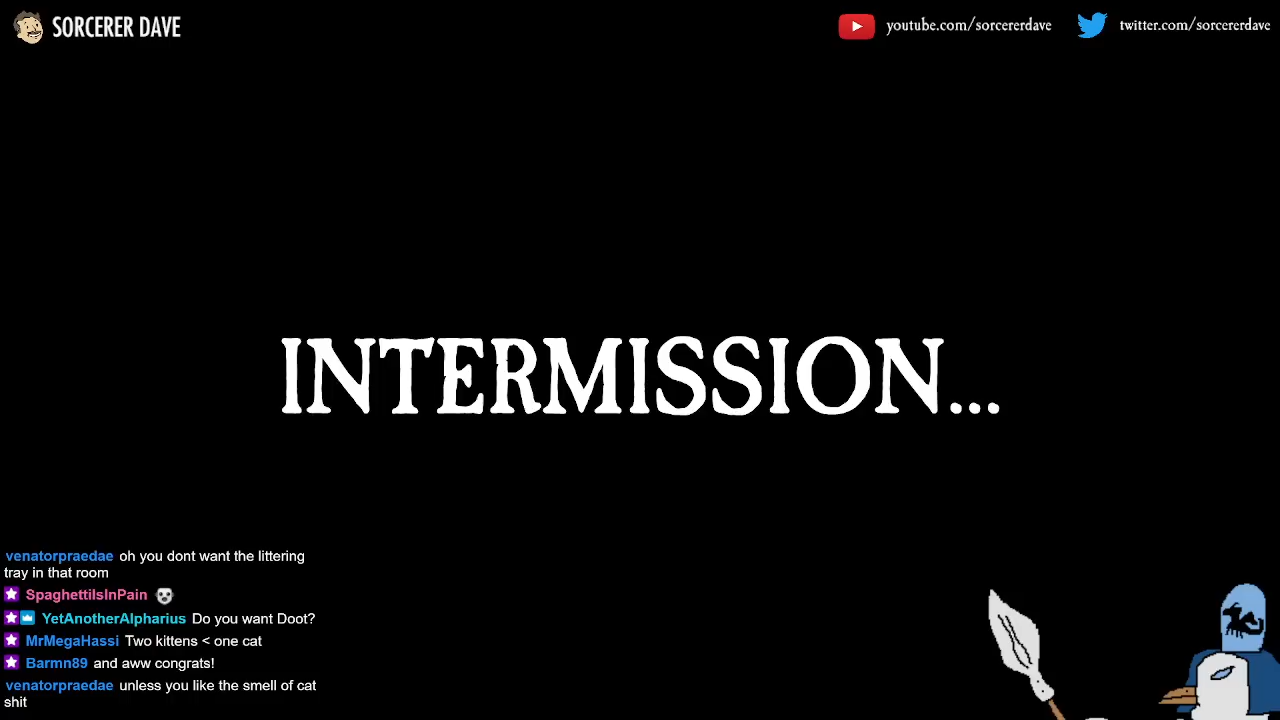 SORCERER DAVE
youtube.com/sorcererdave
twitter.com/sorcererdave
INTERMISSION...
venatorpraedae oh you dont want the littering
tray in that room
SpaghettiIsInPain
YetAnotherAlpharius Do you want Doot?
MrMegaHassi Two kittens < one cat
Barmn89 and aww congrats!
venatorpraedae unless you like the smell of cat
shit